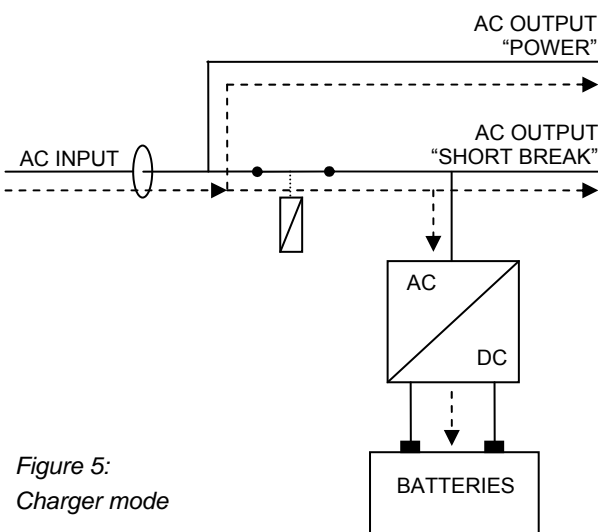 AC OUTPUT
“POWER”
AC OUTPUT
“SHORT BREAK”
AC INPUT
AC
DC
BATTERIES
Figure 5:
Charger mode